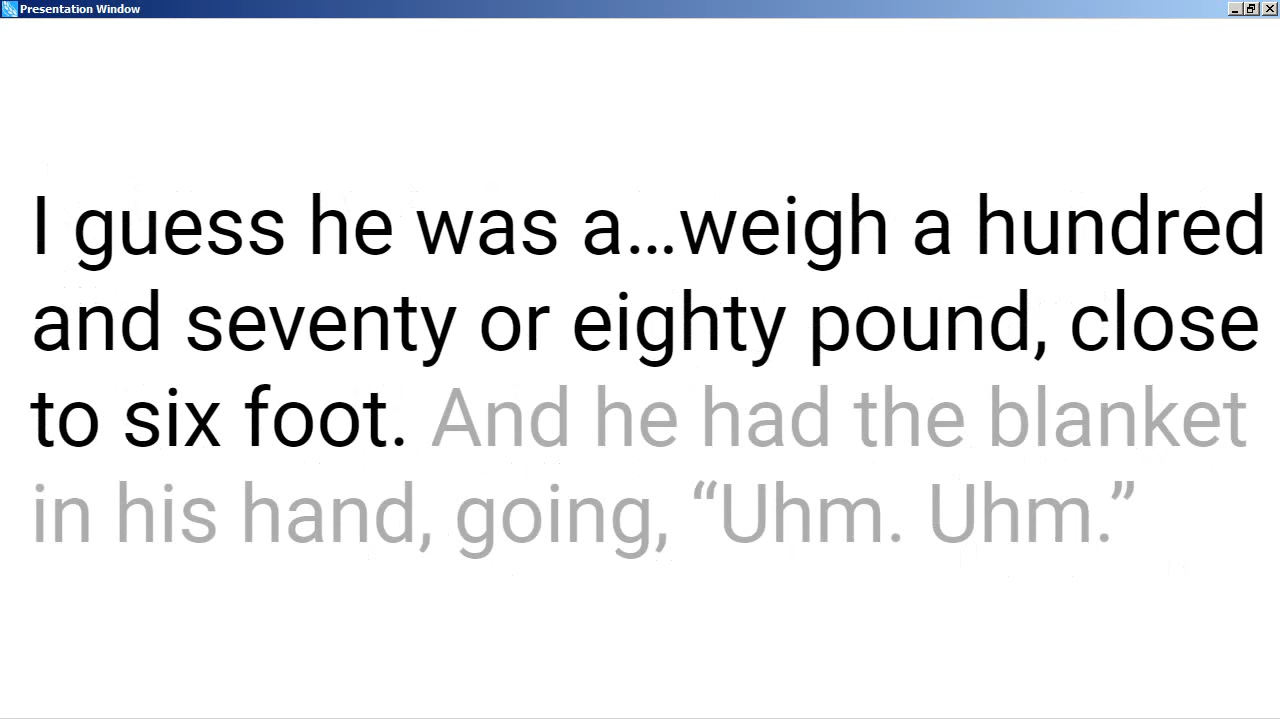 Presentation Window
I guess he was a…weigh a hundred
and seventy or eighty pound, close
to six foot. And he had the blanket
in his hand, going, “Uhm. Uhm.”